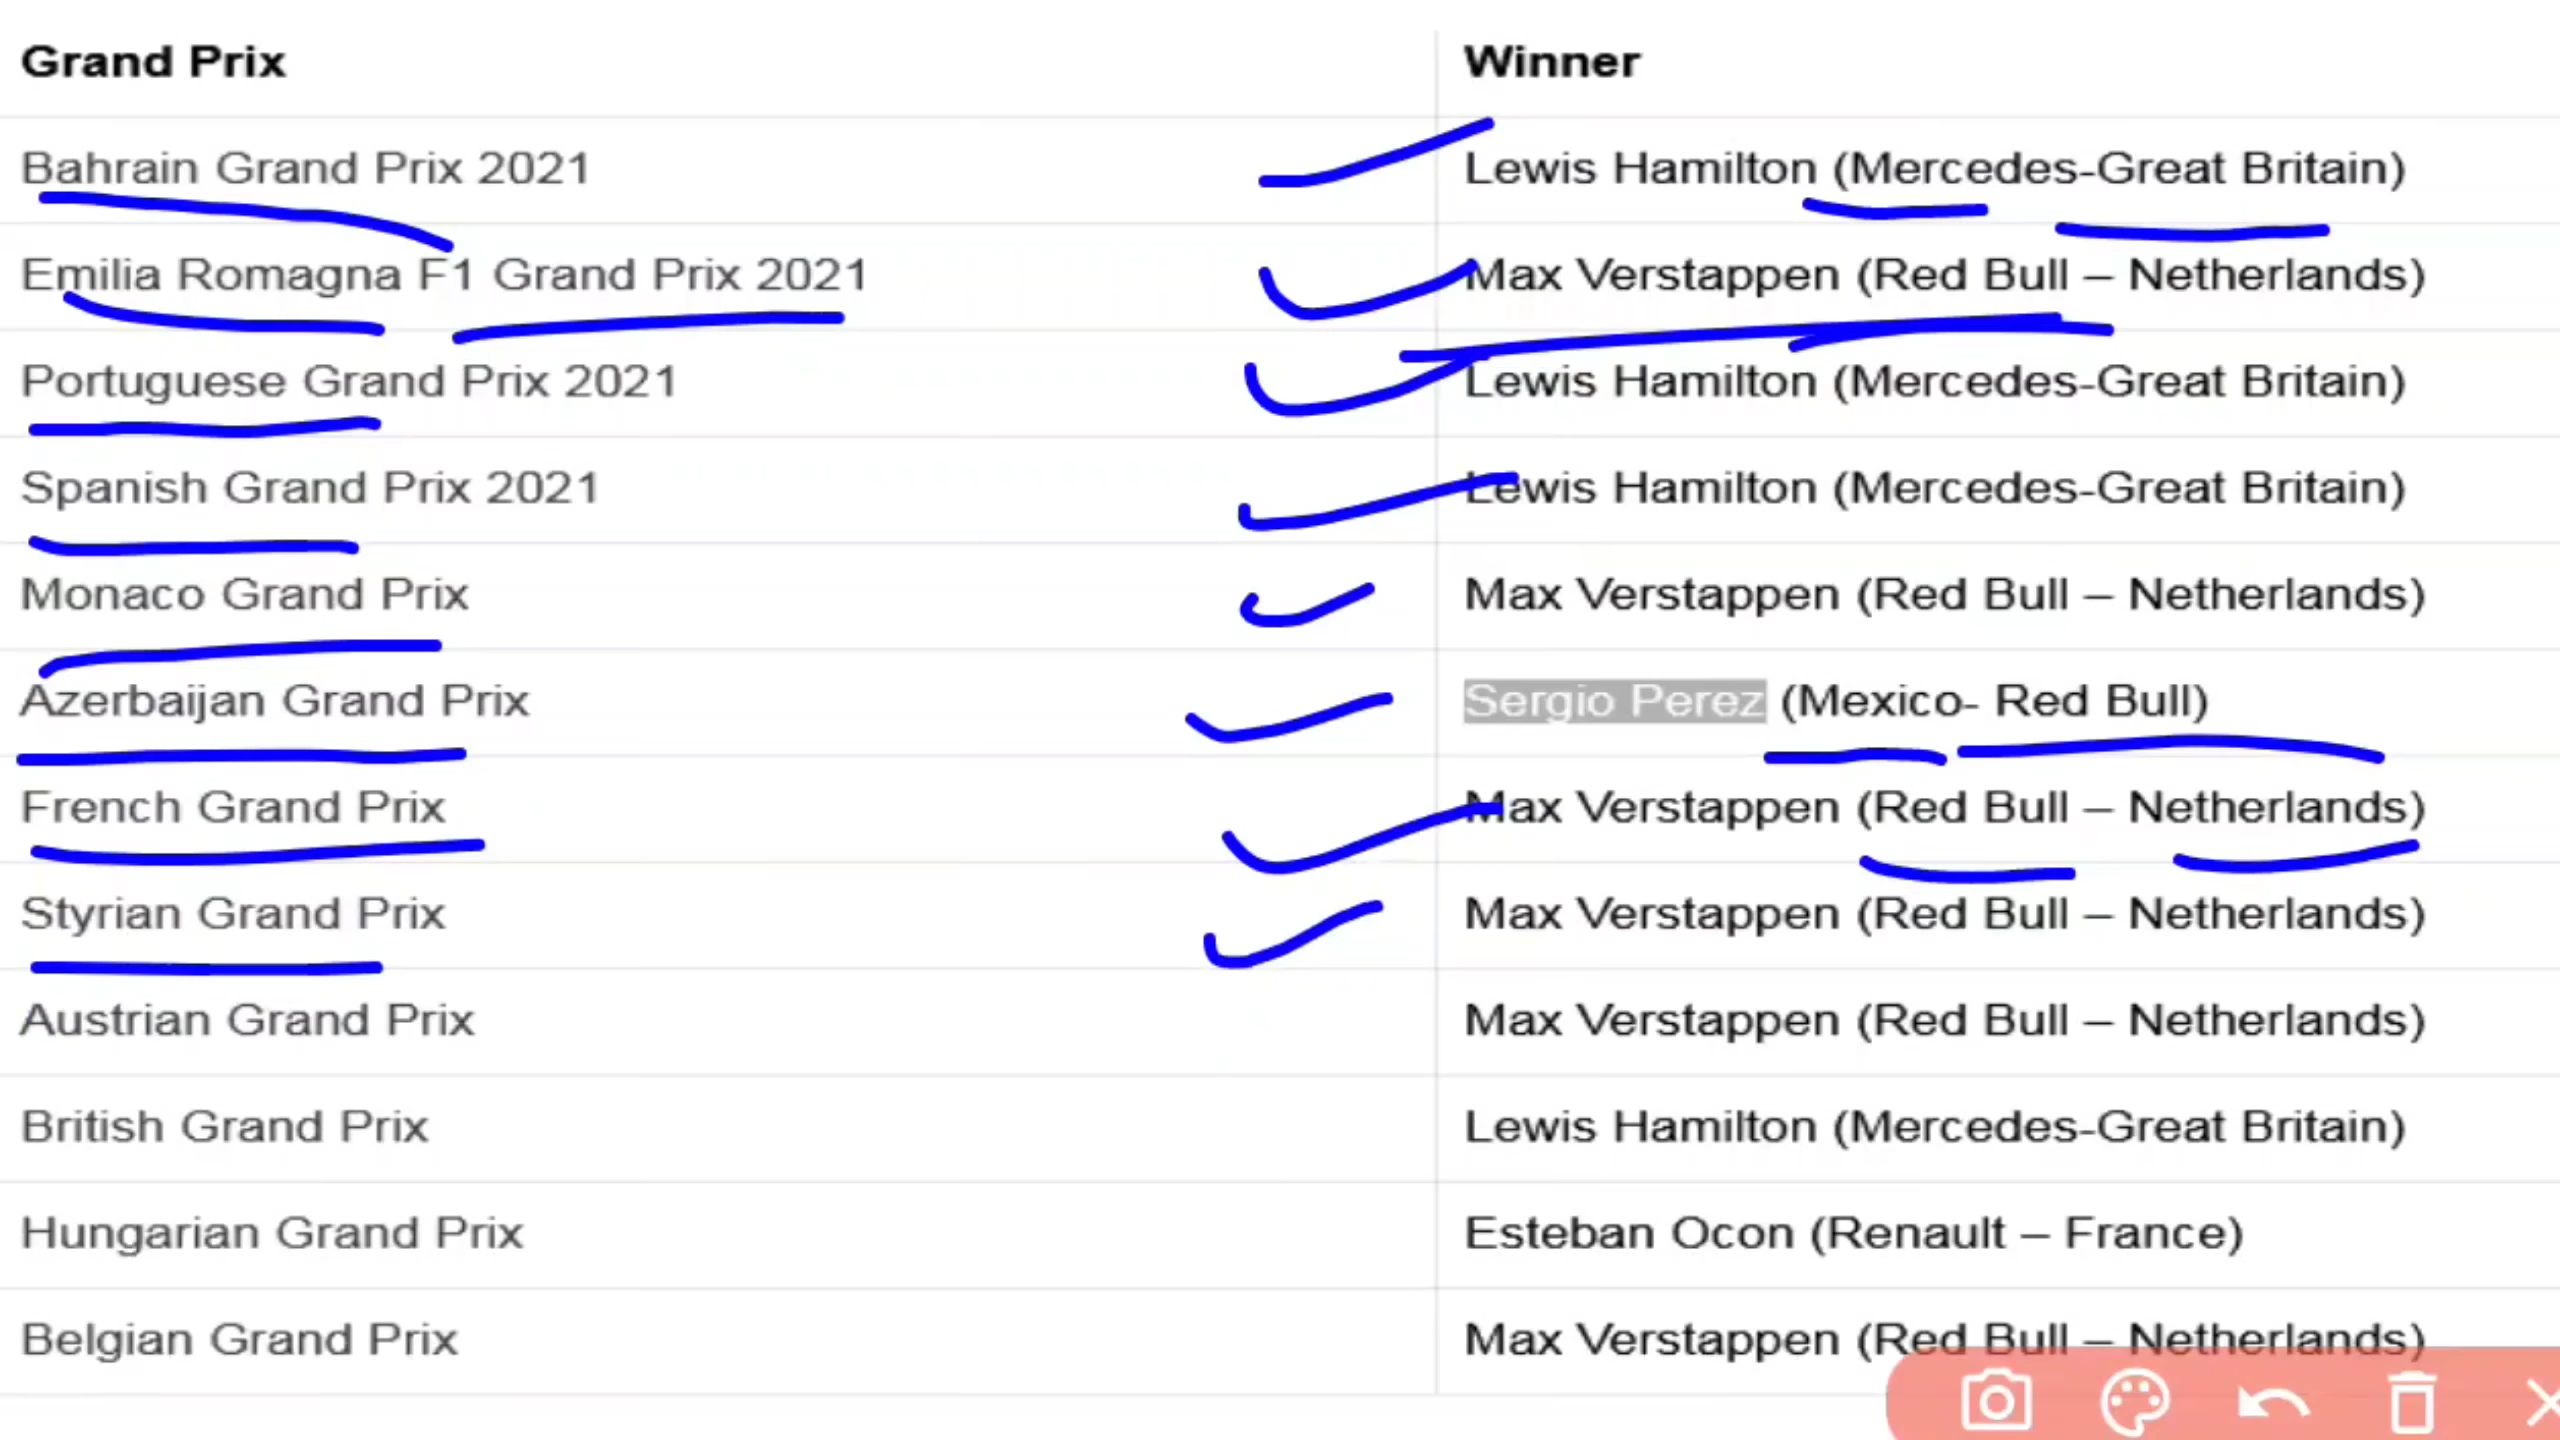 Grand Prix Winner
Bahrain Grand Prix 2021 Lewis Hamilton (Mercedes-Great Britain)
Emilia Romagna F1 Grand Prix 2021 Max Verstappen (Red Bull – Netherlands)
Portuguese Grand Prix 2021 Lewis Hamilton (Mercedes-Great Britain)
Spanish Grand Prix 2021 Lewis Hamilton (Mercedes-Great Britain)
Monaco Grand Prix Max Verstappen (Red Bull – Netherlands)
Azerbaijan Grand Prix Sergio Perez (Mexico- Red Bull)
French Grand Prix Max Verstappen (Red Bull – Netherlands)
Styrian Grand Prix Max Verstappen (Red Bull – Netherlands)
Austrian Grand Prix Max Verstappen (Red Bull – Netherlands)
British Grand Prix Lewis Hamilton (Mercedes-Great Britain)
Hungarian Grand Prix Esteban Ocon (Renault – France)
Belgian Grand Prix Max Verstappen (Red Bull – Netherlands)